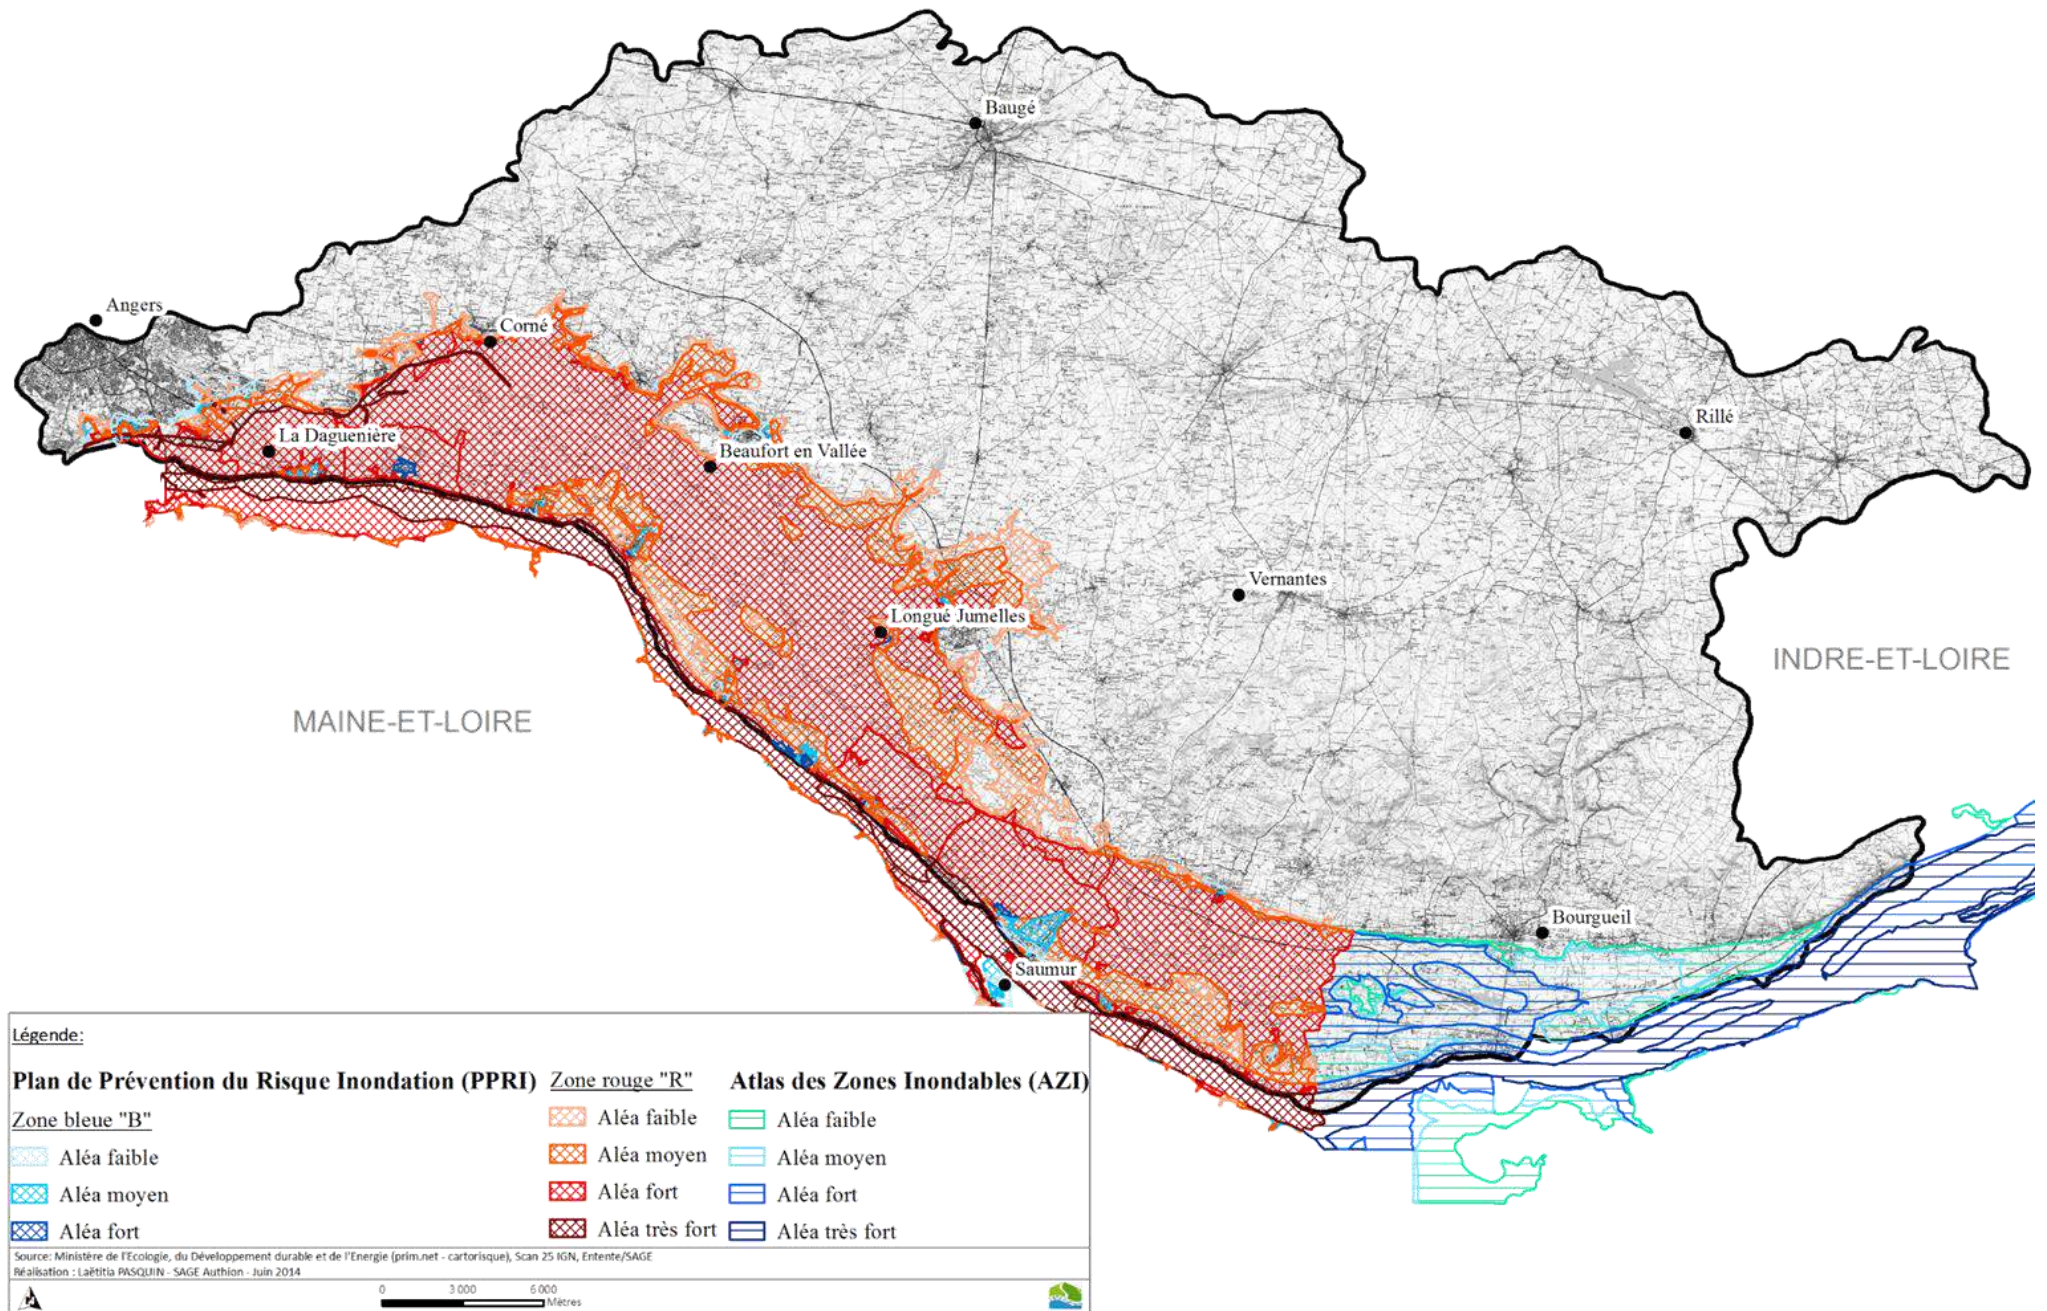 Baugé
Angers
Corné
Rillé
La Daguenière
Beaufort en Vallée
Vernantes
Longué Jumelles
INDRE-ET-LOIRE
MAINE-ET-LOIRE
Bourgueil
Saumur
Légende:
Plan de Prévention du Risque Inondation (PPRI)
Zone bleue "B"
Aléa faible
Aléa moyen
Aléa fort
Zone rouge "R"
Aléa faible
Aléa moyen
Aléa fort
Aléa très fort
Atlas des Zones Inondables (AZI)
Aléa faible
Aléa moyen
Aléa fort
Aléa très fort
Source: Ministère de l'Ecologie, du Développement durable et de l'Energie (prim.net - cartorisque), Scan 25 IGN, Entente/SAGE
Réalisation : Laëtitia PASQUIN - SAGE Authion - Juin 2014
0 3 000 6 000
Mètres